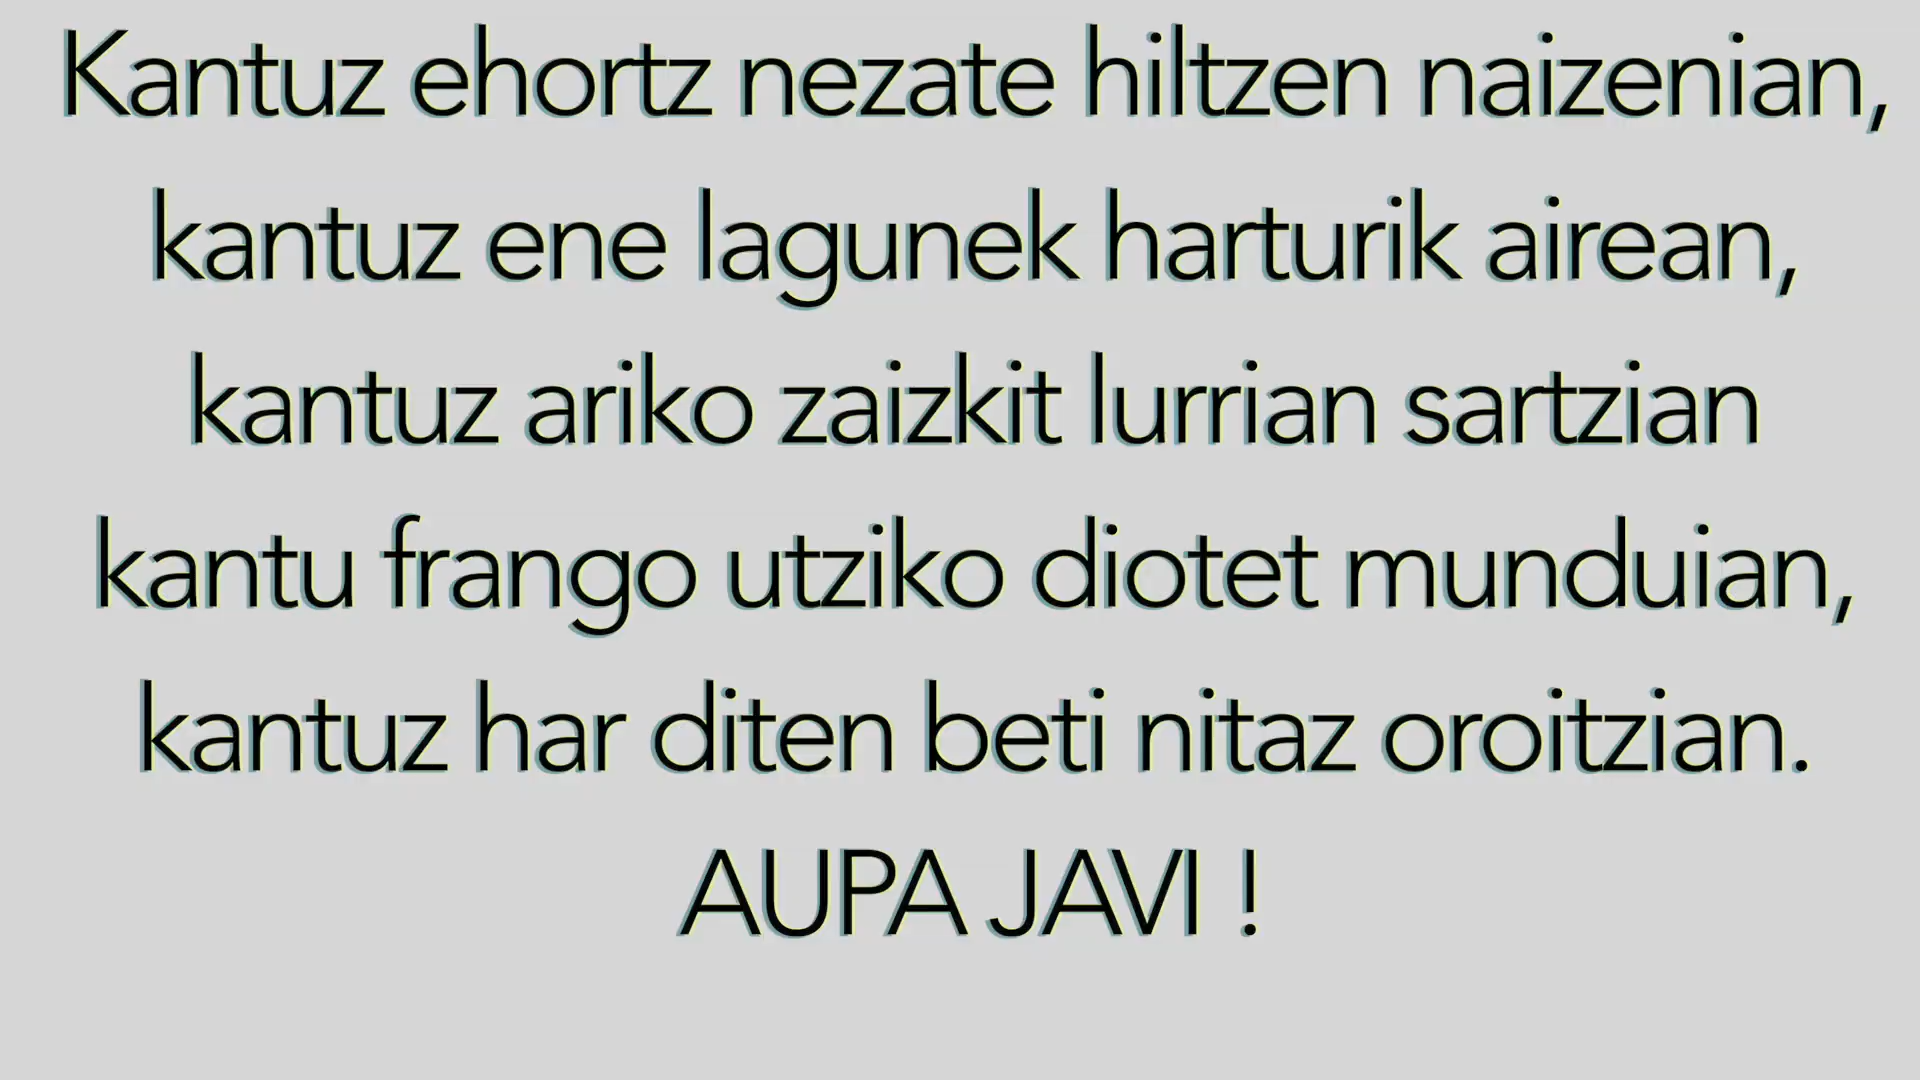 Kantuz ehortz nezate hiltzen naizenian,
kantuz ene lagunek harturik airean,
kantuz ariko zaizkit lurrian sartzian
kantu frango utziko diotet munduian,
kantuz har diten beti nitaz oroitzian.
AUPA JAVI !